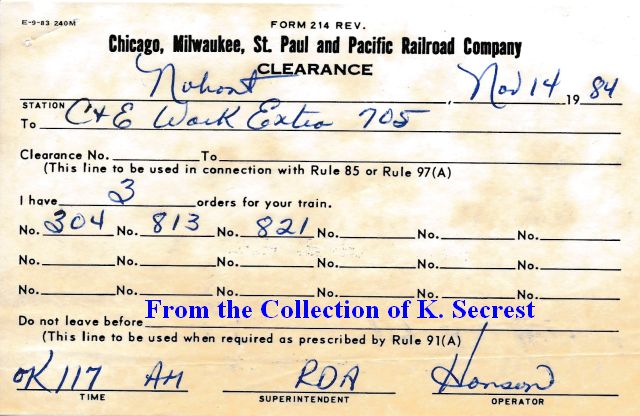 E-9-83 240M
FORM 214 REV.
Chicago, Milwaukee, St. Paul and Pacific Railroad Company
CLEARANCE
Nahant, Nov 14 19 84
STATION
To C+E Work Extra 705
Clearance No. To
(This line to be used in connection with Rule 85 or Rule 97(A)
I have 3 orders for your train.
No. 304 No. 813 No. 821 No. No. No.
No. No. No. No. No. No.
No. No. No. No. No. No.
From the Collection of K. Secrest
Do not leave before
(This line to be used when required as prescribed by Rule 91(A)
OK 117 AM RDA Hanson
TIME SUPERINTENDENT OPERATOR